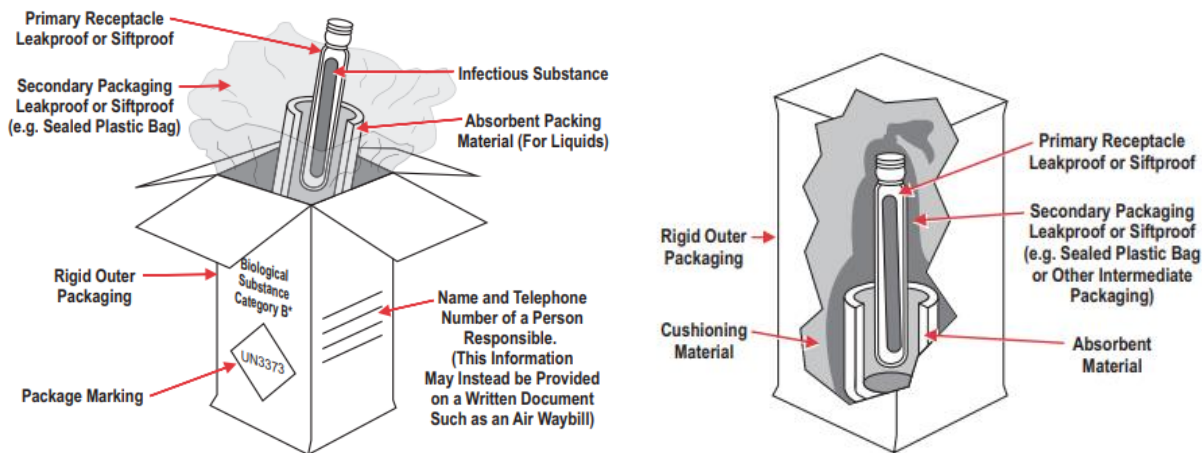 Primary Receptacle
Leakproof or Siftproof
Secondary Packaging
Leakproof or Siftproof
(e.g. Sealed Plastic Bag)
Infectious Substance
Absorbent Packing
Material (For Liquids)
Rigid Outer
Packaging
Biological
Substance
Category B*
UN3373
Package Marking
Name and Telephone
Number of a Person
Responsible.
(This Information
May Instead be Provided
on a Written Document
Such as an Air Waybill)
Primary Receptacle
Leakproof or Siftproof
Rigid Outer
Packaging
Secondary Packaging
Leakproof or Siftproof
(e.g. Sealed Plastic Bag
or Other Intermediate
Packaging)
Cushioning
Material
Absorbent
Material